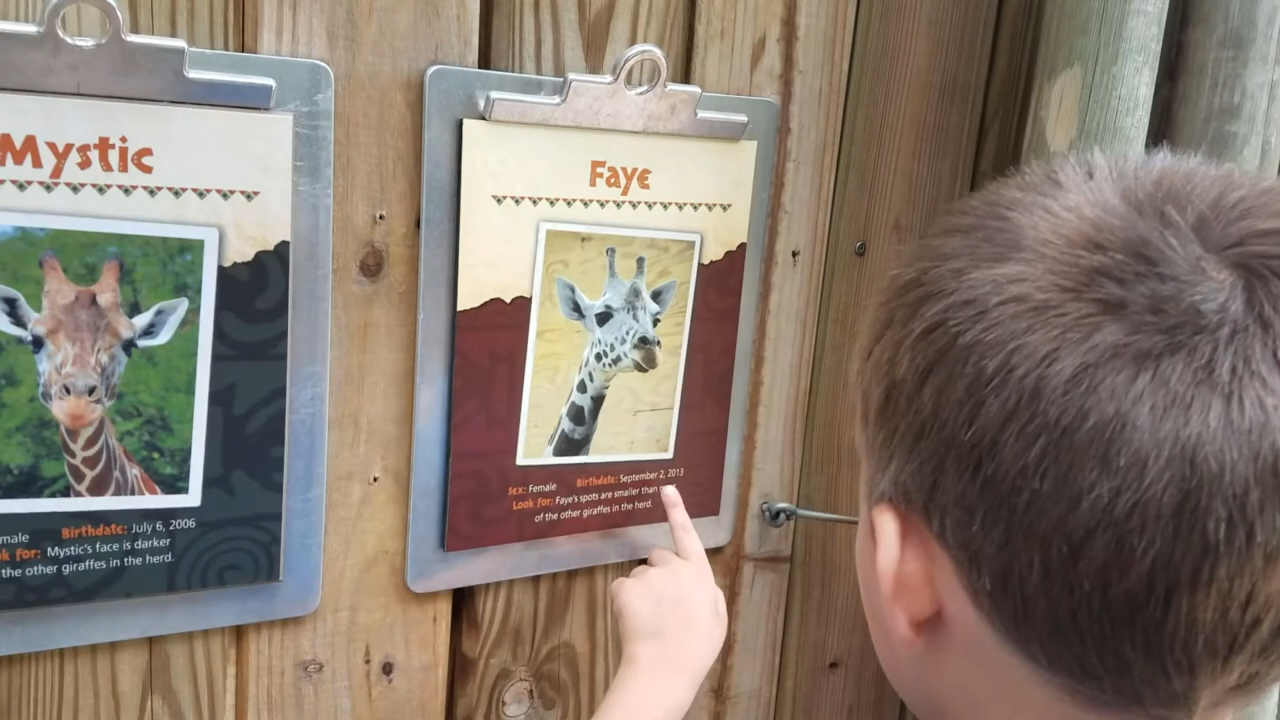 Mystic
male Birthdate: July 6, 2006
ok for: Mystic's face is darker
the other giraffes in the herd.
Faye
Sex: Female Birthdate: September 2, 2013
Look for: Faye's spots are smaller than
of the other giraffes in the herd.